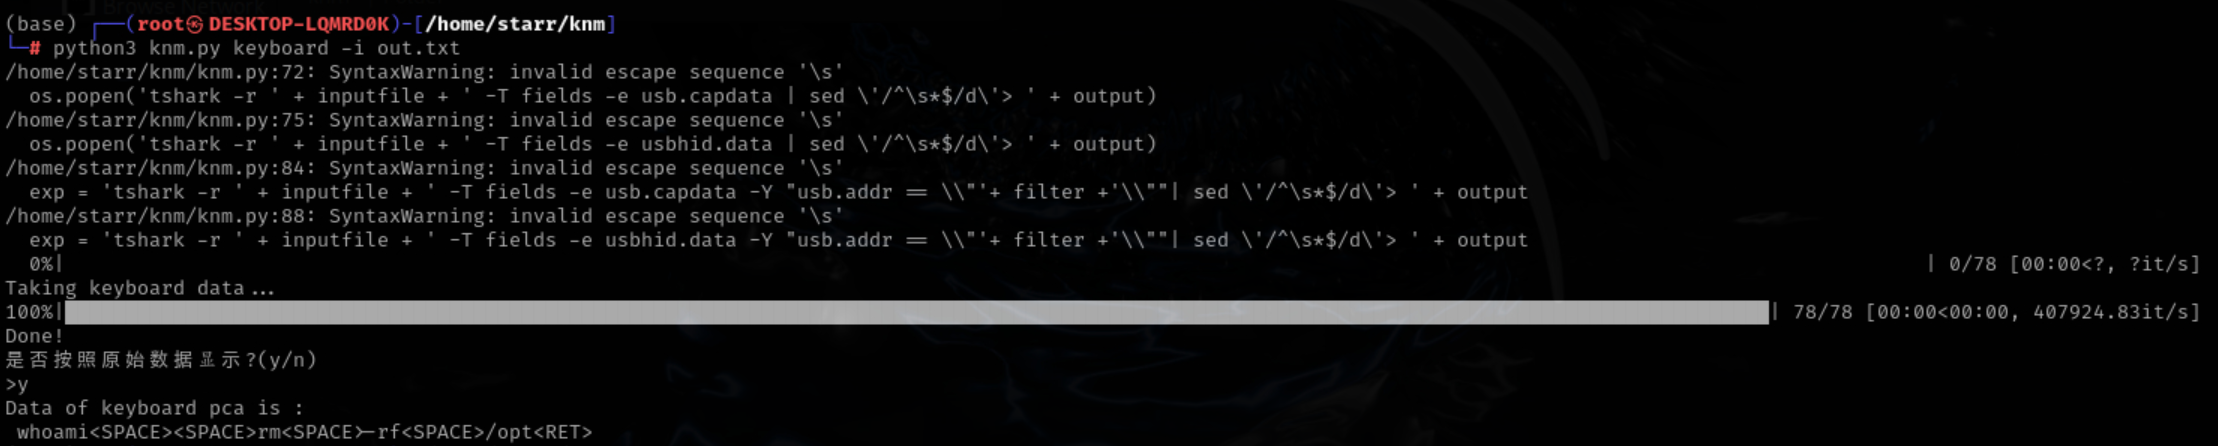 (base) ┌──(root㉿DESKTOP-LQMRD0K)-[/home/starr/knm]
└─# python3 knm.py keyboard -i out.txt
/home/starr/knm/knm.py:72: SyntaxWarning: invalid escape sequence '\s'
  os.popen('tshark -r ' + inputfile + ' -T fields -e usb.capdata | sed \'/^\s*$/d\'> ' + output)
/home/starr/knm/knm.py:75: SyntaxWarning: invalid escape sequence '\s'
  os.popen('tshark -r ' + inputfile + ' -T fields -e usbhid.data | sed \'/^\s*$/d\'> ' + output)
/home/starr/knm/knm.py:84: SyntaxWarning: invalid escape sequence '\s'
  exp = 'tshark -r ' + inputfile + ' -T fields -e usb.capdata -Y "usb.addr == \\"'+ filter +'\\""| sed \'/^\s*$/d\'> ' + output
/home/starr/knm/knm.py:88: SyntaxWarning: invalid escape sequence '\s'
  exp = 'tshark -r ' + inputfile + ' -T fields -e usbhid.data -Y "usb.addr == \\"'+ filter +'\\""| sed \'/^\s*$/d\'> ' + output
  0%| | 0/78 [00:00<?, ?it/s]
Taking keyboard data...
100%| | 78/78 [00:00<00:00, 407924.83it/s]
Done!
是否按照原始数据显示?(y/n)
>y
Data of keyboard pca is :
 whoami<SPACE><SPACE>rm<SPACE>-rf<SPACE>/opt<RET>